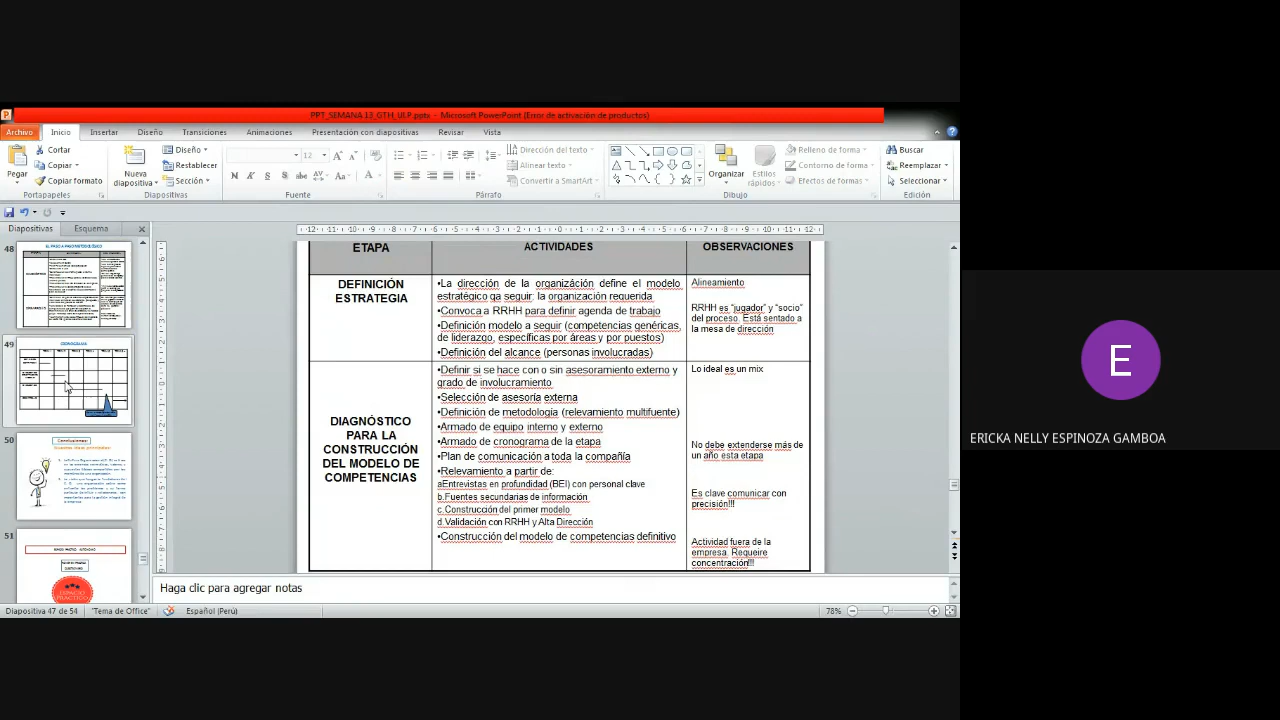 PPT_SEMANA 13_GTH_UI.P.pptx - Microsoft PowerPoint (Error de activación de productos)
Archivo Inicio Insertar Diseño Transiciones Animaciones Presentación con diapositivas Revisar Vista
Pegar
Cortar
Copiar
Copiar formato
Portapapeles
Nueva
diapositiva
Diseño
Restablecer
Sección
Diapositivas
12
Fuente
Párrafo
Dirección del texto
Alinear texto
Convertir a SmartArt
Organizar
Estilos
rápidos
Relleno de forma
Contorno de forma
Efectos de formas
Dibujo
Buscar
Reemplazar
Seleccionar
Edición
Diapositivas Esquema
48
EL PASO A PASO METODOLÓGICO
49
CRONOGRAMA
50
Conclusiones:
51
ETAPA
ACTIVIDADES
OBSERVACIONES
DEFINICIÓN
ESTRATEGIA
•La dirección de la organización define el modelo
estratégico qa seguir: la organización requerida
•Convoca a RRHH para definir agenda de trabajo
•Definición modelo a seguir (competencias genéricas,
de liderazgo, específicas por áreas y por puestos)
•Definición del alcance (personas involucradas)
Alineamiento
RRHH es "jugador" y "socio"
del proceso. Está sentado a
la mesa de dirección
DIAGNÓSTICO
PARA LA
CONSTRUCCIÓN
DEL MODELO DE
COMPETENCIAS
•Definir si se hace con o sin asesoramiento externo y
grado de involucramiento
•Selección de asesoría externa
•Definición de metodología (relevamiento multifuente)
•Armado de equipo interno y externo
•Armado de cronograma de la etapa
•Plan de comunicación a toda la compañía
•Relevamiento a partir de:
aEntrevistas en profundidad (BEI) con personal clave
b.Fuentes secundarias de información
c.Construcción del primer modelo
d.Validación con RRHH y Alta Dirección
•Construcción del modelo de competencias definitivo
Lo ideal es un mix
No debe extenderse más de
un año esta etapa
Es clave comunicar con
precisión!!!
Actividad fuera de la
empresa. Requeire
concentración!!!
Haga clic para agregar notas
Diapositiva 47 de 54
"Tema de Office"
Español (Perú)
78%
E
ERICKA NELLY ESPINOZA GAMBOA